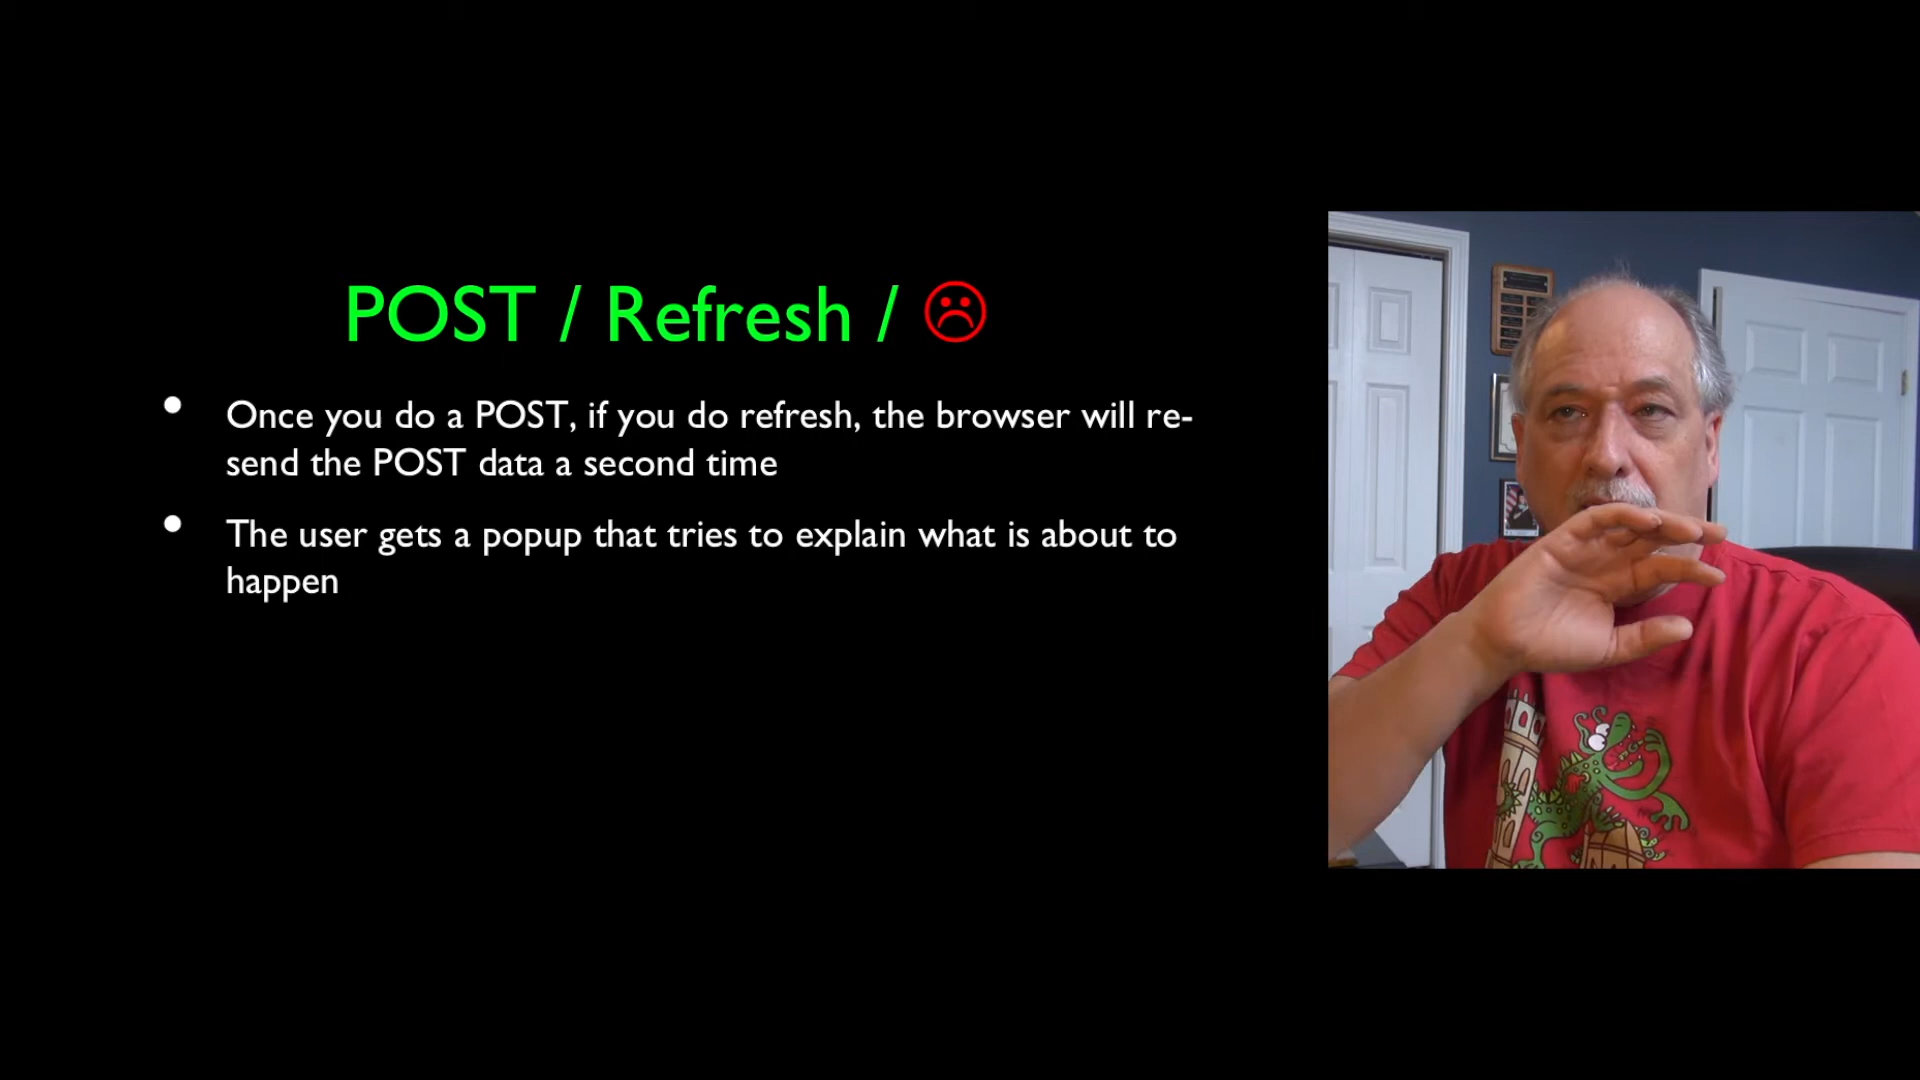 POST / Refresh / ☹
• Once you do a POST, if you do refresh, the browser will re-
send the POST data a second time
• The user gets a popup that tries to explain what is about to
happen